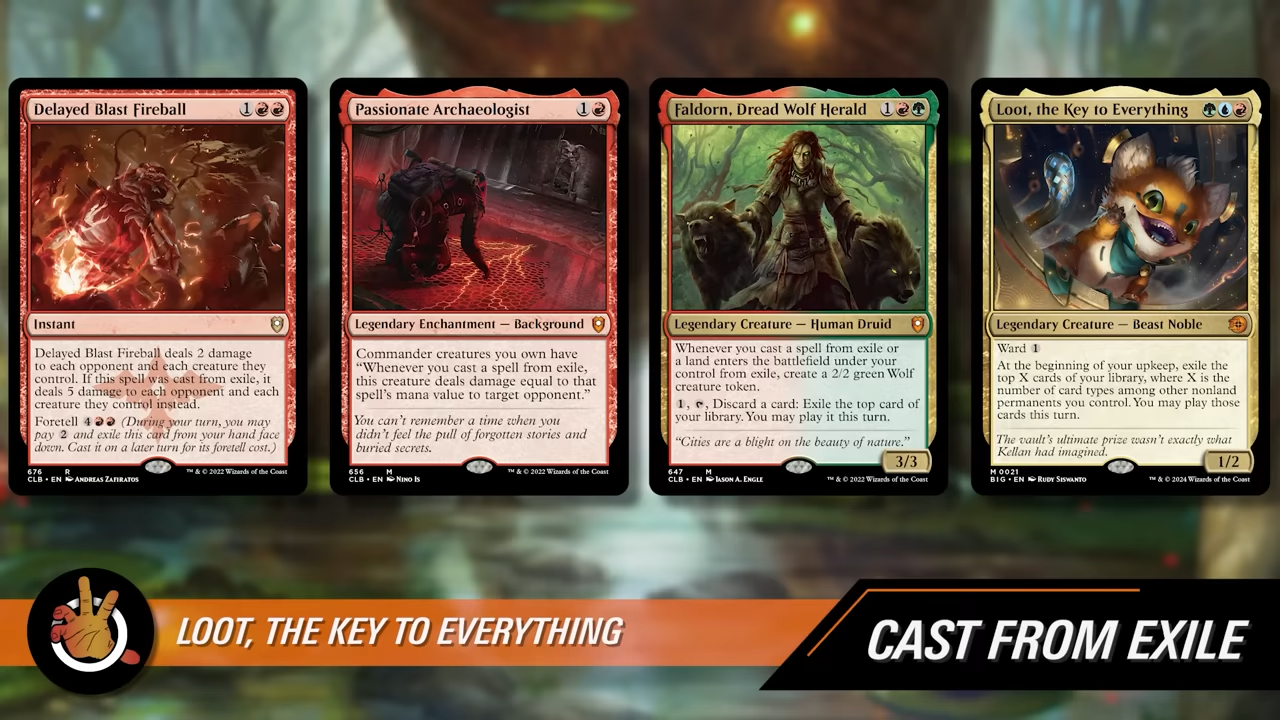 Delayed Blast Fireball 1
Instant
Delayed Blast Fireball deals 2 damage
to each opponent and each creature they
control. If this spell was cast from exile, it
deals 5 damage to each opponent and each
creature they control instead.
Foretell 4 (During your turn, you may
pay 2 and exile this card from your hand face
down. Cast it on a later turn for its foretell cost.)
676 R
CLB • EN Andreas Zafiratos ™ & © 2022 Wizards of the Coast
Passionate Archaeologist 1
Legendary Enchantment — Background
Commander creatures you own have
“Whenever you cast a spell from exile,
this creature deals damage equal to that
spell’s mana value to target opponent.”
You can’t remember a time when you
didn’t feel the pull of forgotten stories and
buried secrets.
656 M
CLB • EN Nino Is ™ & © 2022 Wizards of the Coast
Faldorn, Dread Wolf Herald 1
Legendary Creature — Human Druid
Whenever you cast a spell from exile or
a land enters the battlefield under your
control from exile, create a 2/2 green Wolf
creature token.
1, , Discard a card: Exile the top card of
your library. You may play it this turn.
“Cities are a blight on the beauty of nature.”
3/3
647 M
CLB • EN Jason A. Engle ™ & © 2022 Wizards of the Coast
Loot, the Key to Everything
Legendary Creature — Beast Noble
Ward 1
At the beginning of your upkeep, exile the
top X cards of your library, where X is the
number of card types among other nonland
permanents you control. You may play those
cards this turn.
The vault’s ultimate prize wasn’t exactly what
Kellan had imagined.
1/2
M 0021
BIG • EN Rudy Siswanto ™ & © 2024 Wizards of the Coast
LOOT, THE KEY TO EVERYTHING
CAST FROM EXILE